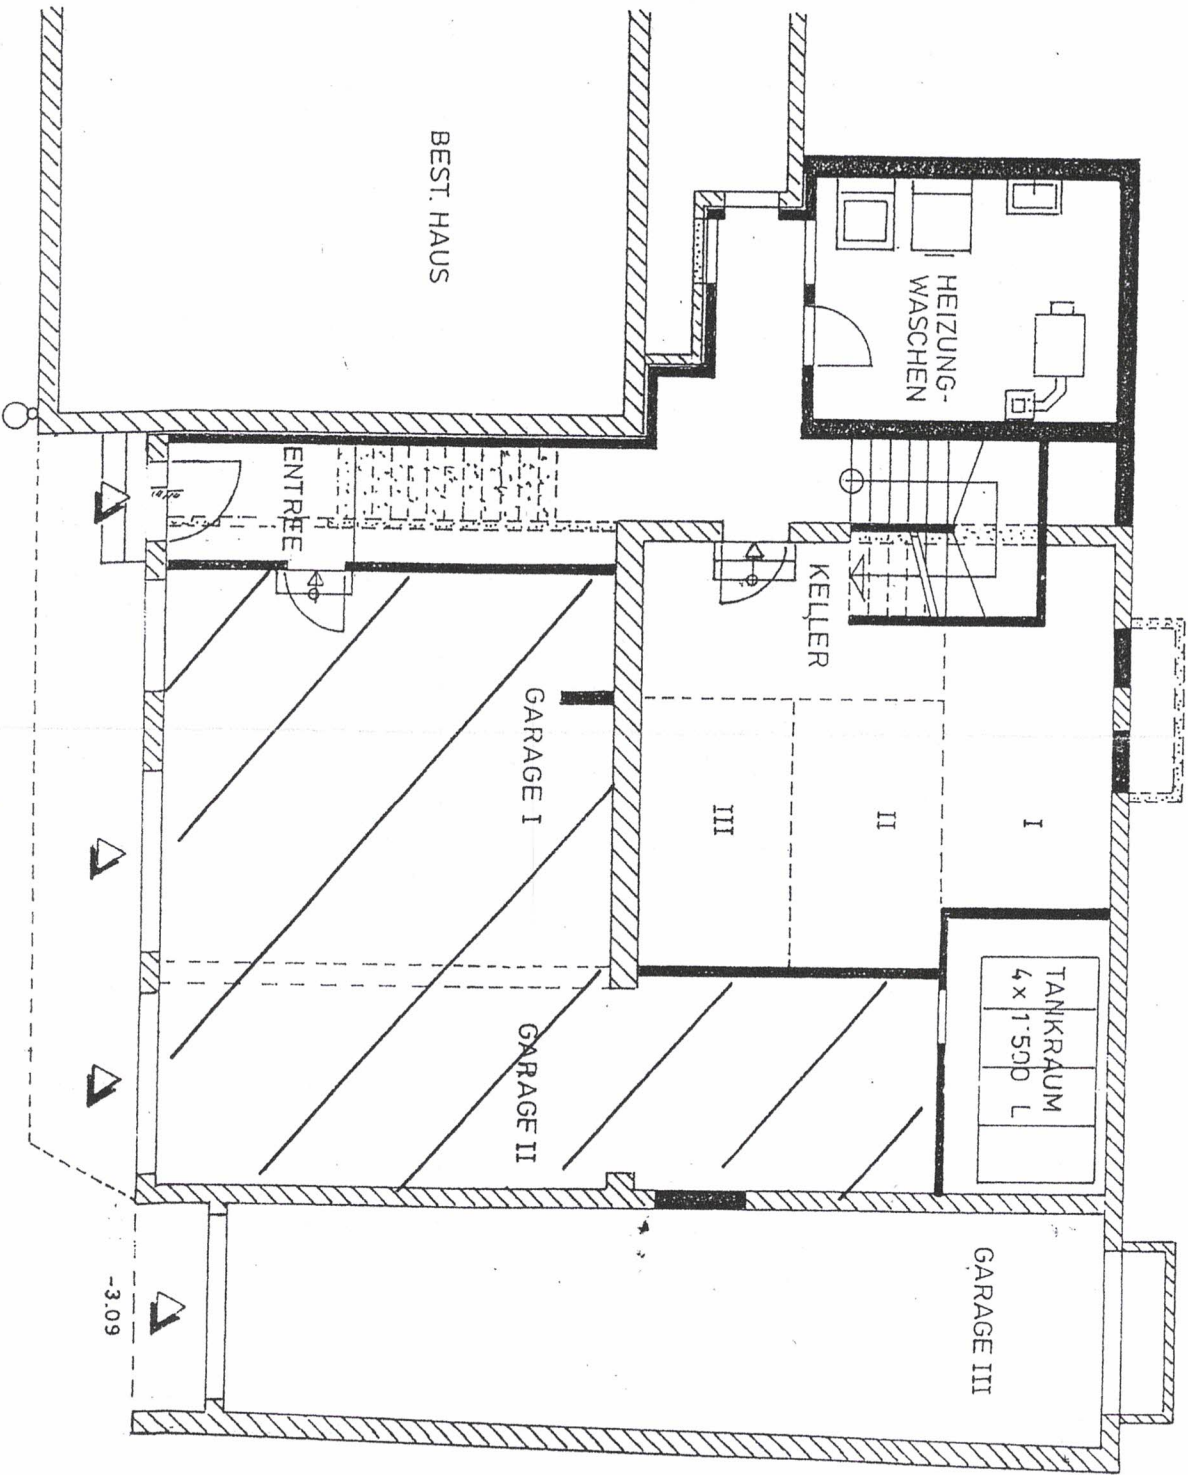 BEST. HAUS
HEIZUNG-
WASCHEN
ENTREE
KELLER
I
II
III
GARAGE I
GARAGE II
TANKRAUM
4 x 1'500 L
GARAGE III
-3.09